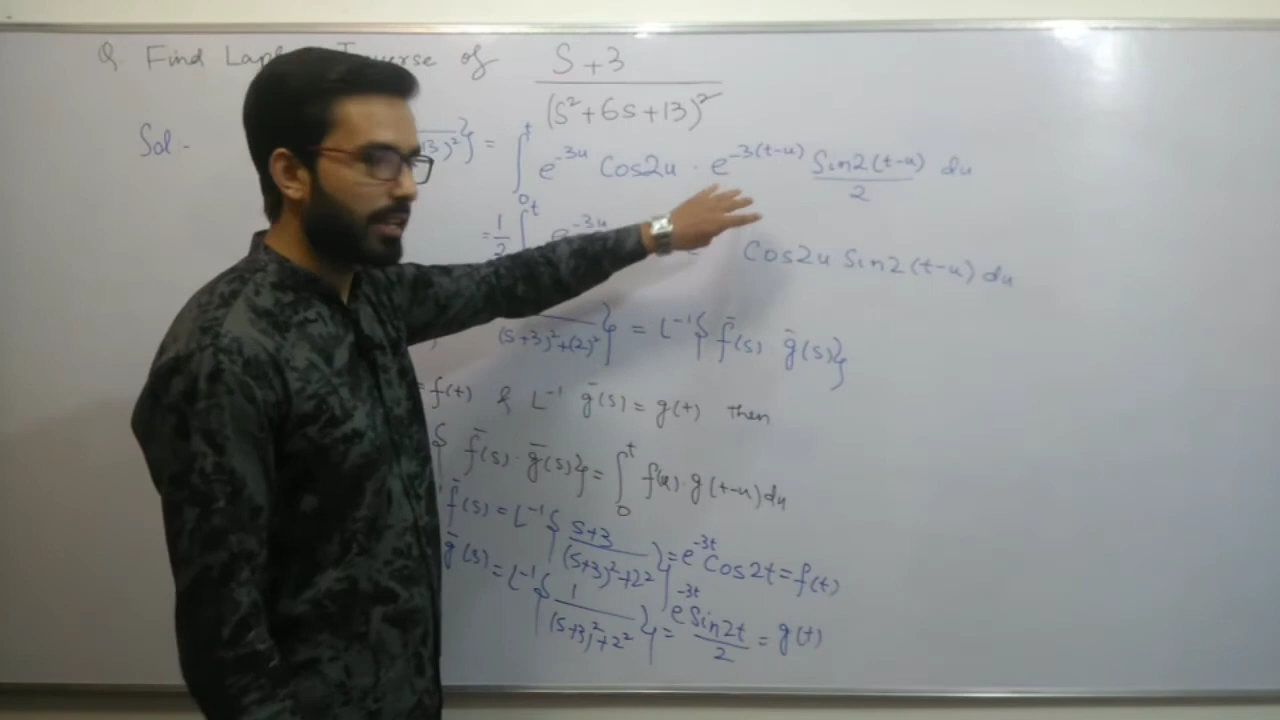 Q. Find of S+3
(S²+6s+13)²
Sol -
13)²} = ∫₀ᵗ e^-3u Cos2u · e^-3(t-u) Sin2(t-u)/2 du
= 1/2 ∫₀ᵗ e^-3u Cos2u Sin2(t-u) du
(s+3)²+(2)² } = L⁻¹{ f̄(s) ḡ(s)}
= f(t) & L⁻¹ ḡ(s) = g(t) then
{ f̄(s) · ḡ(s)} = ∫₀ᵗ f(u) · g(t-u) du
f̄(s) = L⁻¹{ S+3/(s+3)²+2² } = e^-3t Cos2t = f(t)
ḡ(s) = L⁻¹{ 1/(s+3)²+2² } = e^-3t Sin2t/2 = g(t)